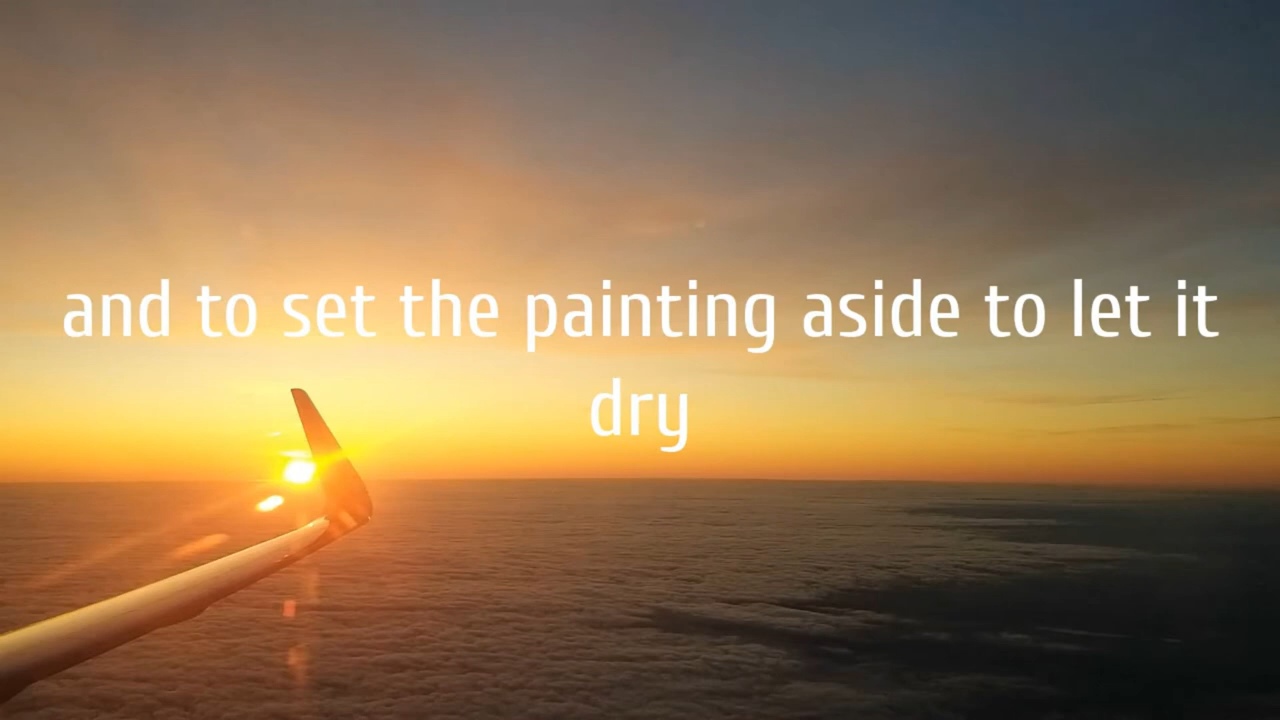 and to set the painting aside to let it
dry